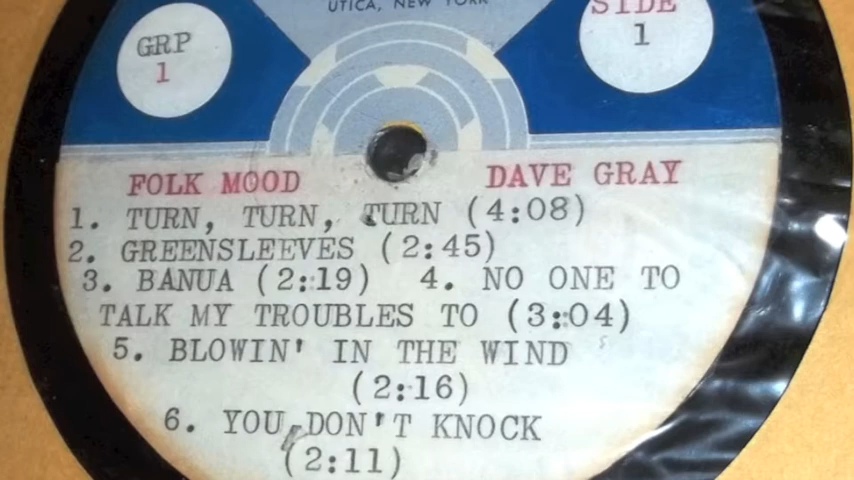 UTICA, NEW YORK
GRP
1
SIDE
1
FOLK MOOD DAVE GRAY
1. TURN, TURN, TURN (4:08)
2. GREENSLEEVES (2:45)
3. BANUA (2:19) 4. NO ONE TO
TALK MY TROUBLES TO (3:04)
5. BLOWIN' IN THE WIND
(2:16)
6. YOU DON'T KNOCK
(2:11)